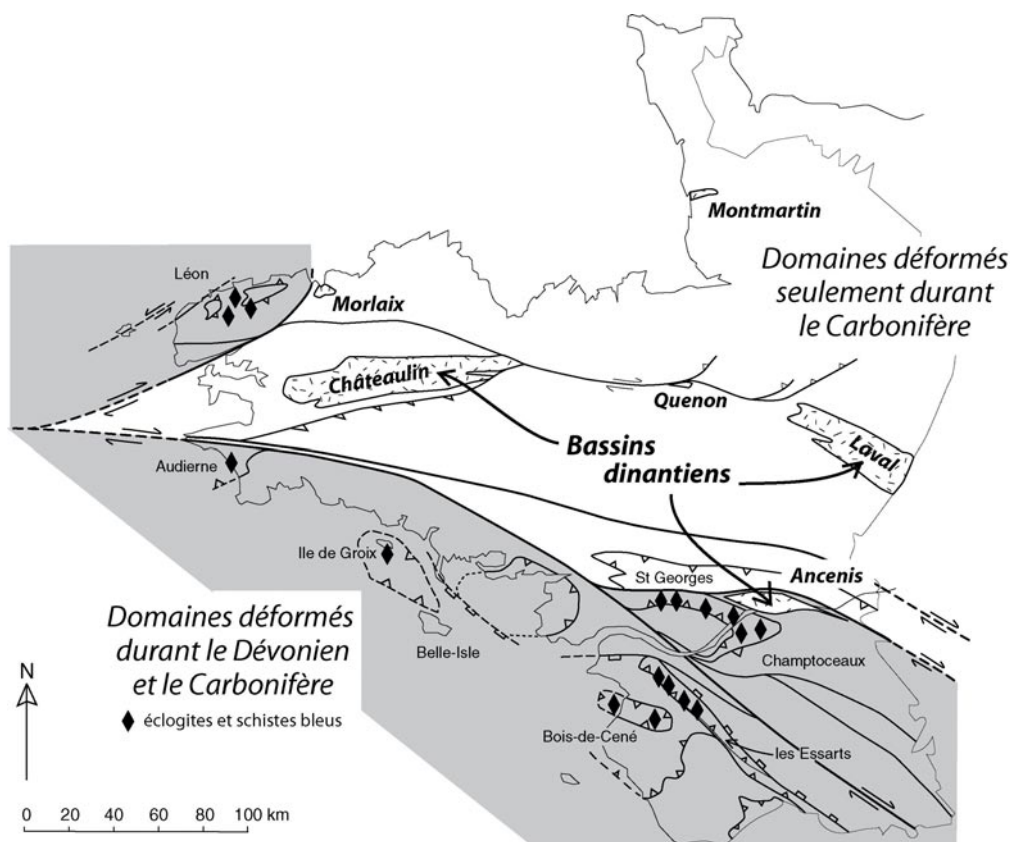 Montmartin
Domaines déformés
seulement durant
le Carbonifère
Léon
Morlaix
Châteaulin
Quenon
Bassins
dinantiens
Laval
Audierne
Ile de Groix
St Georges
Ancenis
Domaines déformés
durant le Dévonien
et le Carbonifère
éclogites et schistes bleus
Belle-Isle
Champtoceaux
Bois-de-Cené
les Essarts
N
0 20 40 60 80 100 km